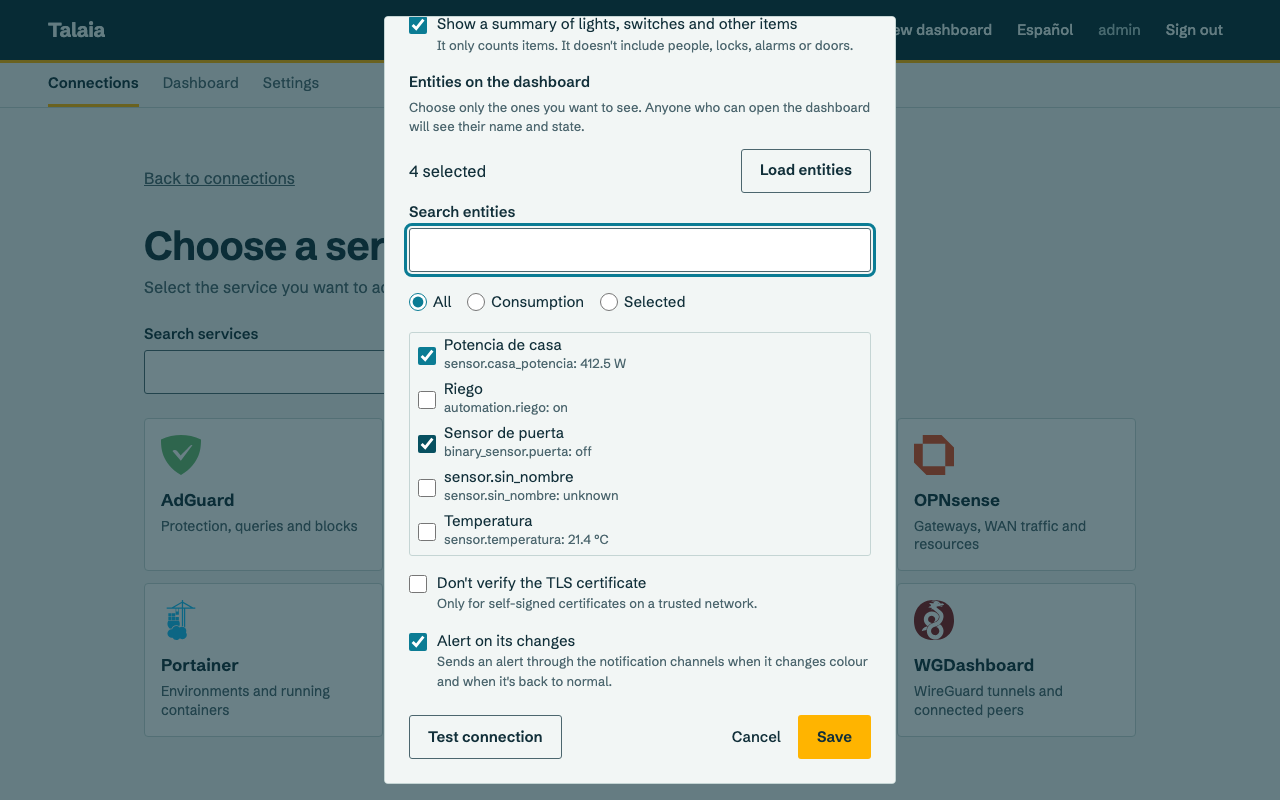 Talaia
ew dashboard
Español
admin
Sign out
Connections
Dashboard
Settings
Back to connections
Choose a ser
Select the service you want to ad
Search services
AdGuard
Protection, queries and blocks
OPNsense
Gateways, WAN traffic and
resources
Portainer
Environments and running
containers
WGDashboard
WireGuard tunnels and
connected peers
Show a summary of lights, switches and other items
It only counts items. It doesn't include people, locks, alarms or doors.
Entities on the dashboard
Choose only the ones you want to see. Anyone who can open the dashboard
will see their name and state.
4 selected
Load entities
Search entities
All
Consumption
Selected
Potencia de casa
sensor.casa_potencia: 412.5 W
Riego
automation.riego: on
Sensor de puerta
binary_sensor.puerta: off
sensor.sin_nombre
sensor.sin_nombre: unknown
Temperatura
sensor.temperatura: 21.4 °C
Don't verify the TLS certificate
Only for self-signed certificates on a trusted network.
Alert on its changes
Sends an alert through the notification channels when it changes colour
and when it's back to normal.
Test connection
Cancel
Save